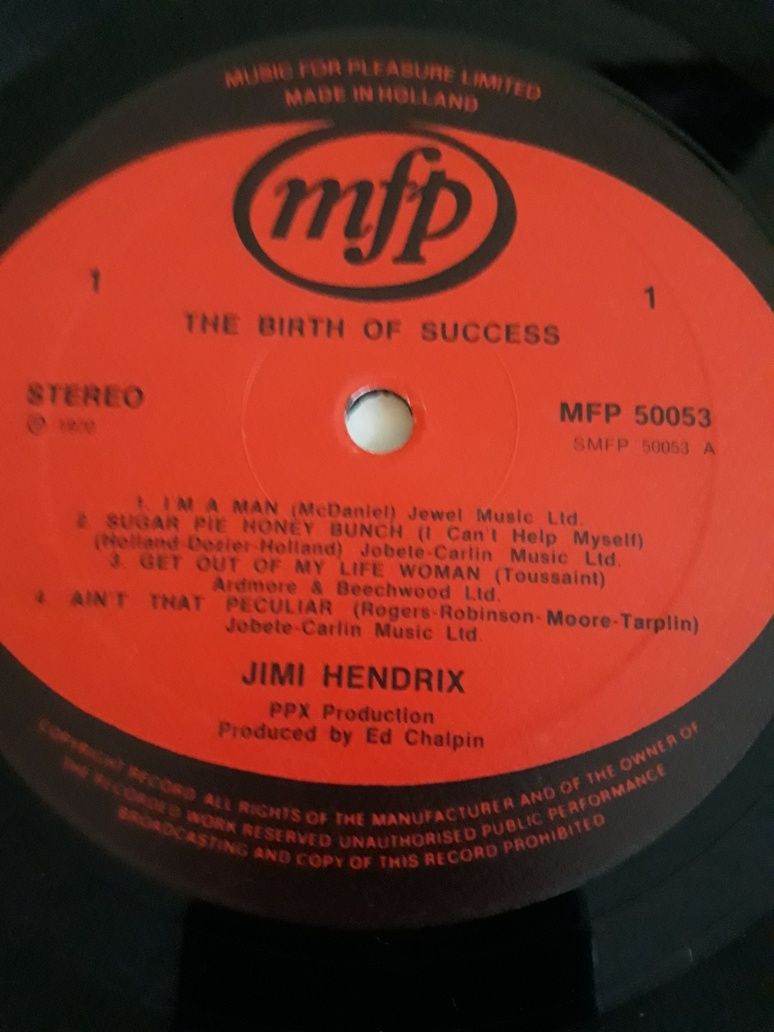 MUSIC FOR PLEASURE LIMITED
MADE IN HOLLAND
mfp
1 1
THE BIRTH OF SUCCESS
STEREO MFP 50053
℗ 1970 SMFP 50053 A
1. I'M A MAN (McDaniel) Jewel Music Ltd.
2. SUGAR PIE HONEY BUNCH (I Can't Help Myself)
(Holland-Dozier-Holland) Jobete-Carlin Music Ltd.
3. GET OUT OF MY LIFE WOMAN (Toussaint)
Ardmore & Beechwood Ltd.
4. AIN'T THAT PECULIAR (Rogers-Robinson-Moore-Tarplin)
Jobete-Carlin Music Ltd.
JIMI HENDRIX
PPX Production
Produced by Ed Chalpin
COPYRIGHT RECORD ALL RIGHTS OF THE MANUFACTURER AND OF THE OWNER OF
THE RECORDED WORK RESERVED UNAUTHORISED PUBLIC PERFORMANCE
BROADCASTING AND COPY OF THIS RECORD PROHIBITED